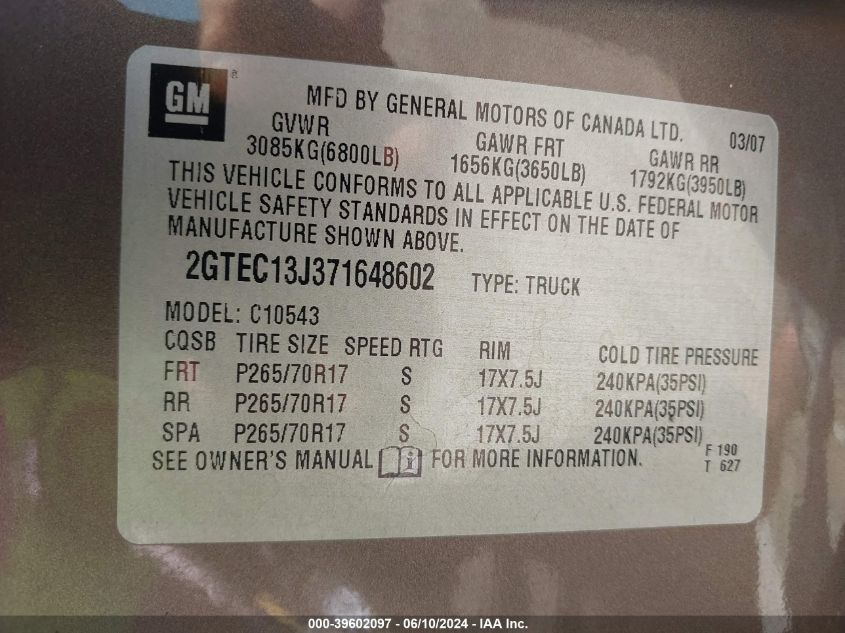 GM ®
MFD BY GENERAL MOTORS OF CANADA LTD.
03/07
GVWR GAWR FRT GAWR RR
3085KG(6800LB) 1656KG(3650LB) 1792KG(3950LB)
THIS VEHICLE CONFORMS TO ALL APPLICABLE U.S. FEDERAL MOTOR
VEHICLE SAFETY STANDARDS IN EFFECT ON THE DATE OF
MANUFACTURE SHOWN ABOVE.
2GTEC13J371648602 TYPE: TRUCK
MODEL: C10543
CQSB TIRE SIZE SPEED RTG RIM COLD TIRE PRESSURE
FRT P265/70R17 S 17X7.5J 240KPA(35PSI)
RR P265/70R17 S 17X7.5J 240KPA(35PSI)
SPA P265/70R17 S 17X7.5J 240KPA(35PSI)
SEE OWNER'S MANUAL i FOR MORE INFORMATION.
F 190
T 627
000-39602097 - 06/10/2024 - IAA Inc.